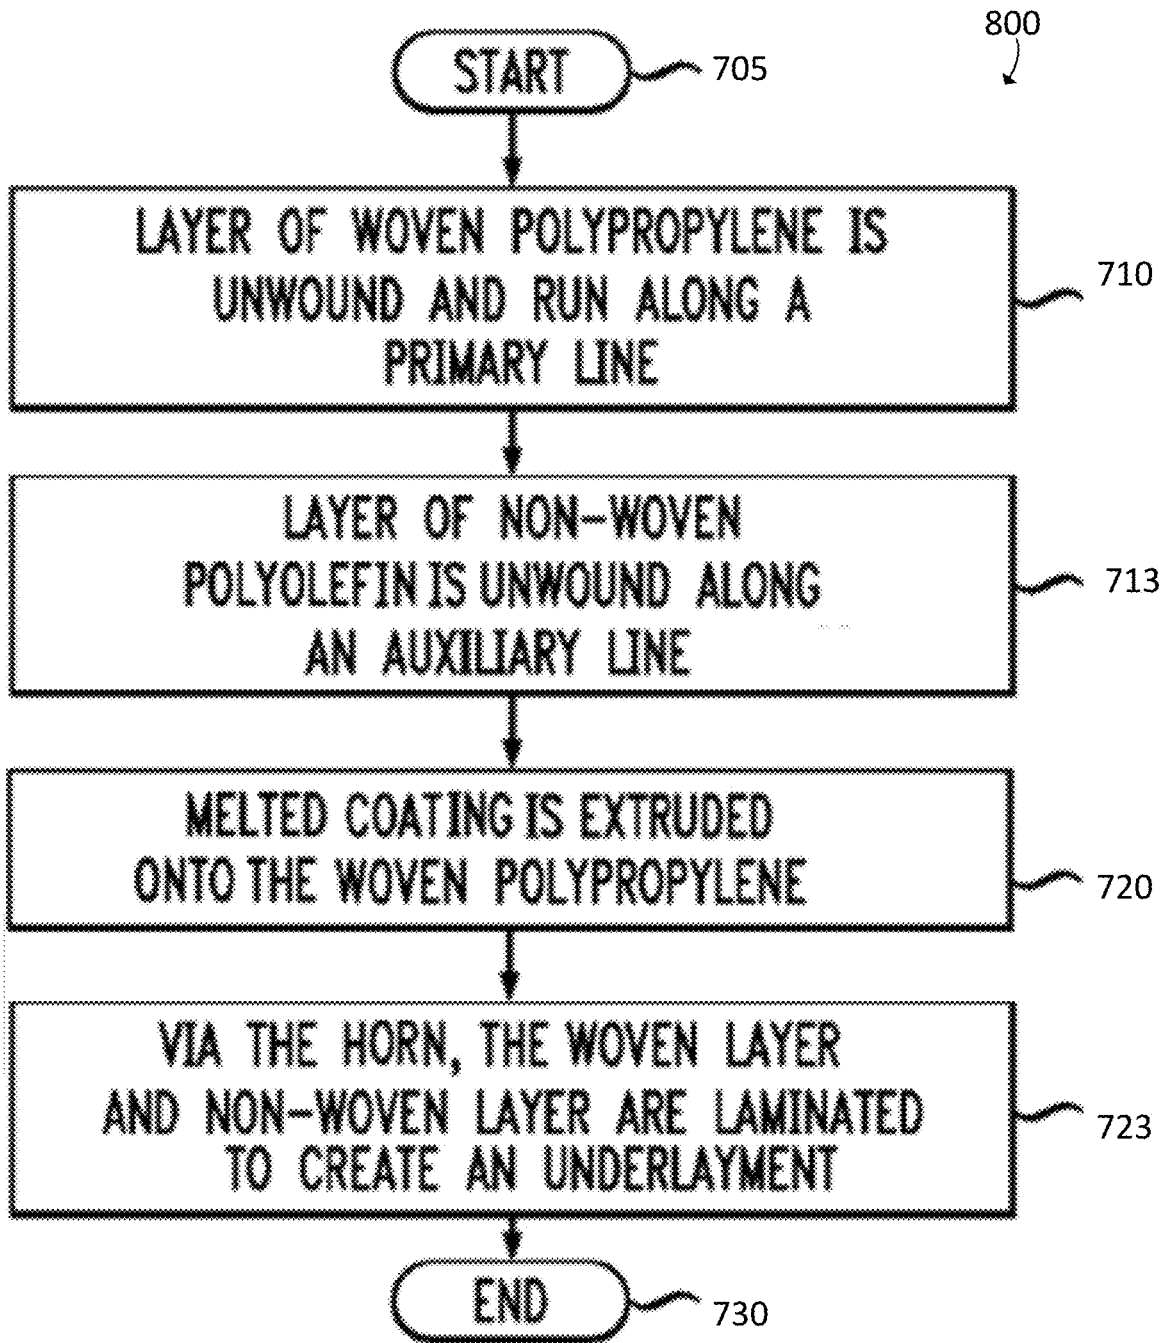 800
START
705
LAYER OF WOVEN POLYPROPYLENE IS
UNWOUND AND RUN ALONG A
PRIMARY LINE
710
LAYER OF NON-WOVEN
POLYOLEFIN IS UNWOUND ALONG
AN AUXILIARY LINE
713
MELTED COATING IS EXTRUDED
ONTO THE WOVEN POLYPROPYLENE
720
VIA THE HORN, THE WOVEN LAYER
AND NON-WOVEN LAYER ARE LAMINATED
TO CREATE AN UNDERLAYMENT
723
END
730